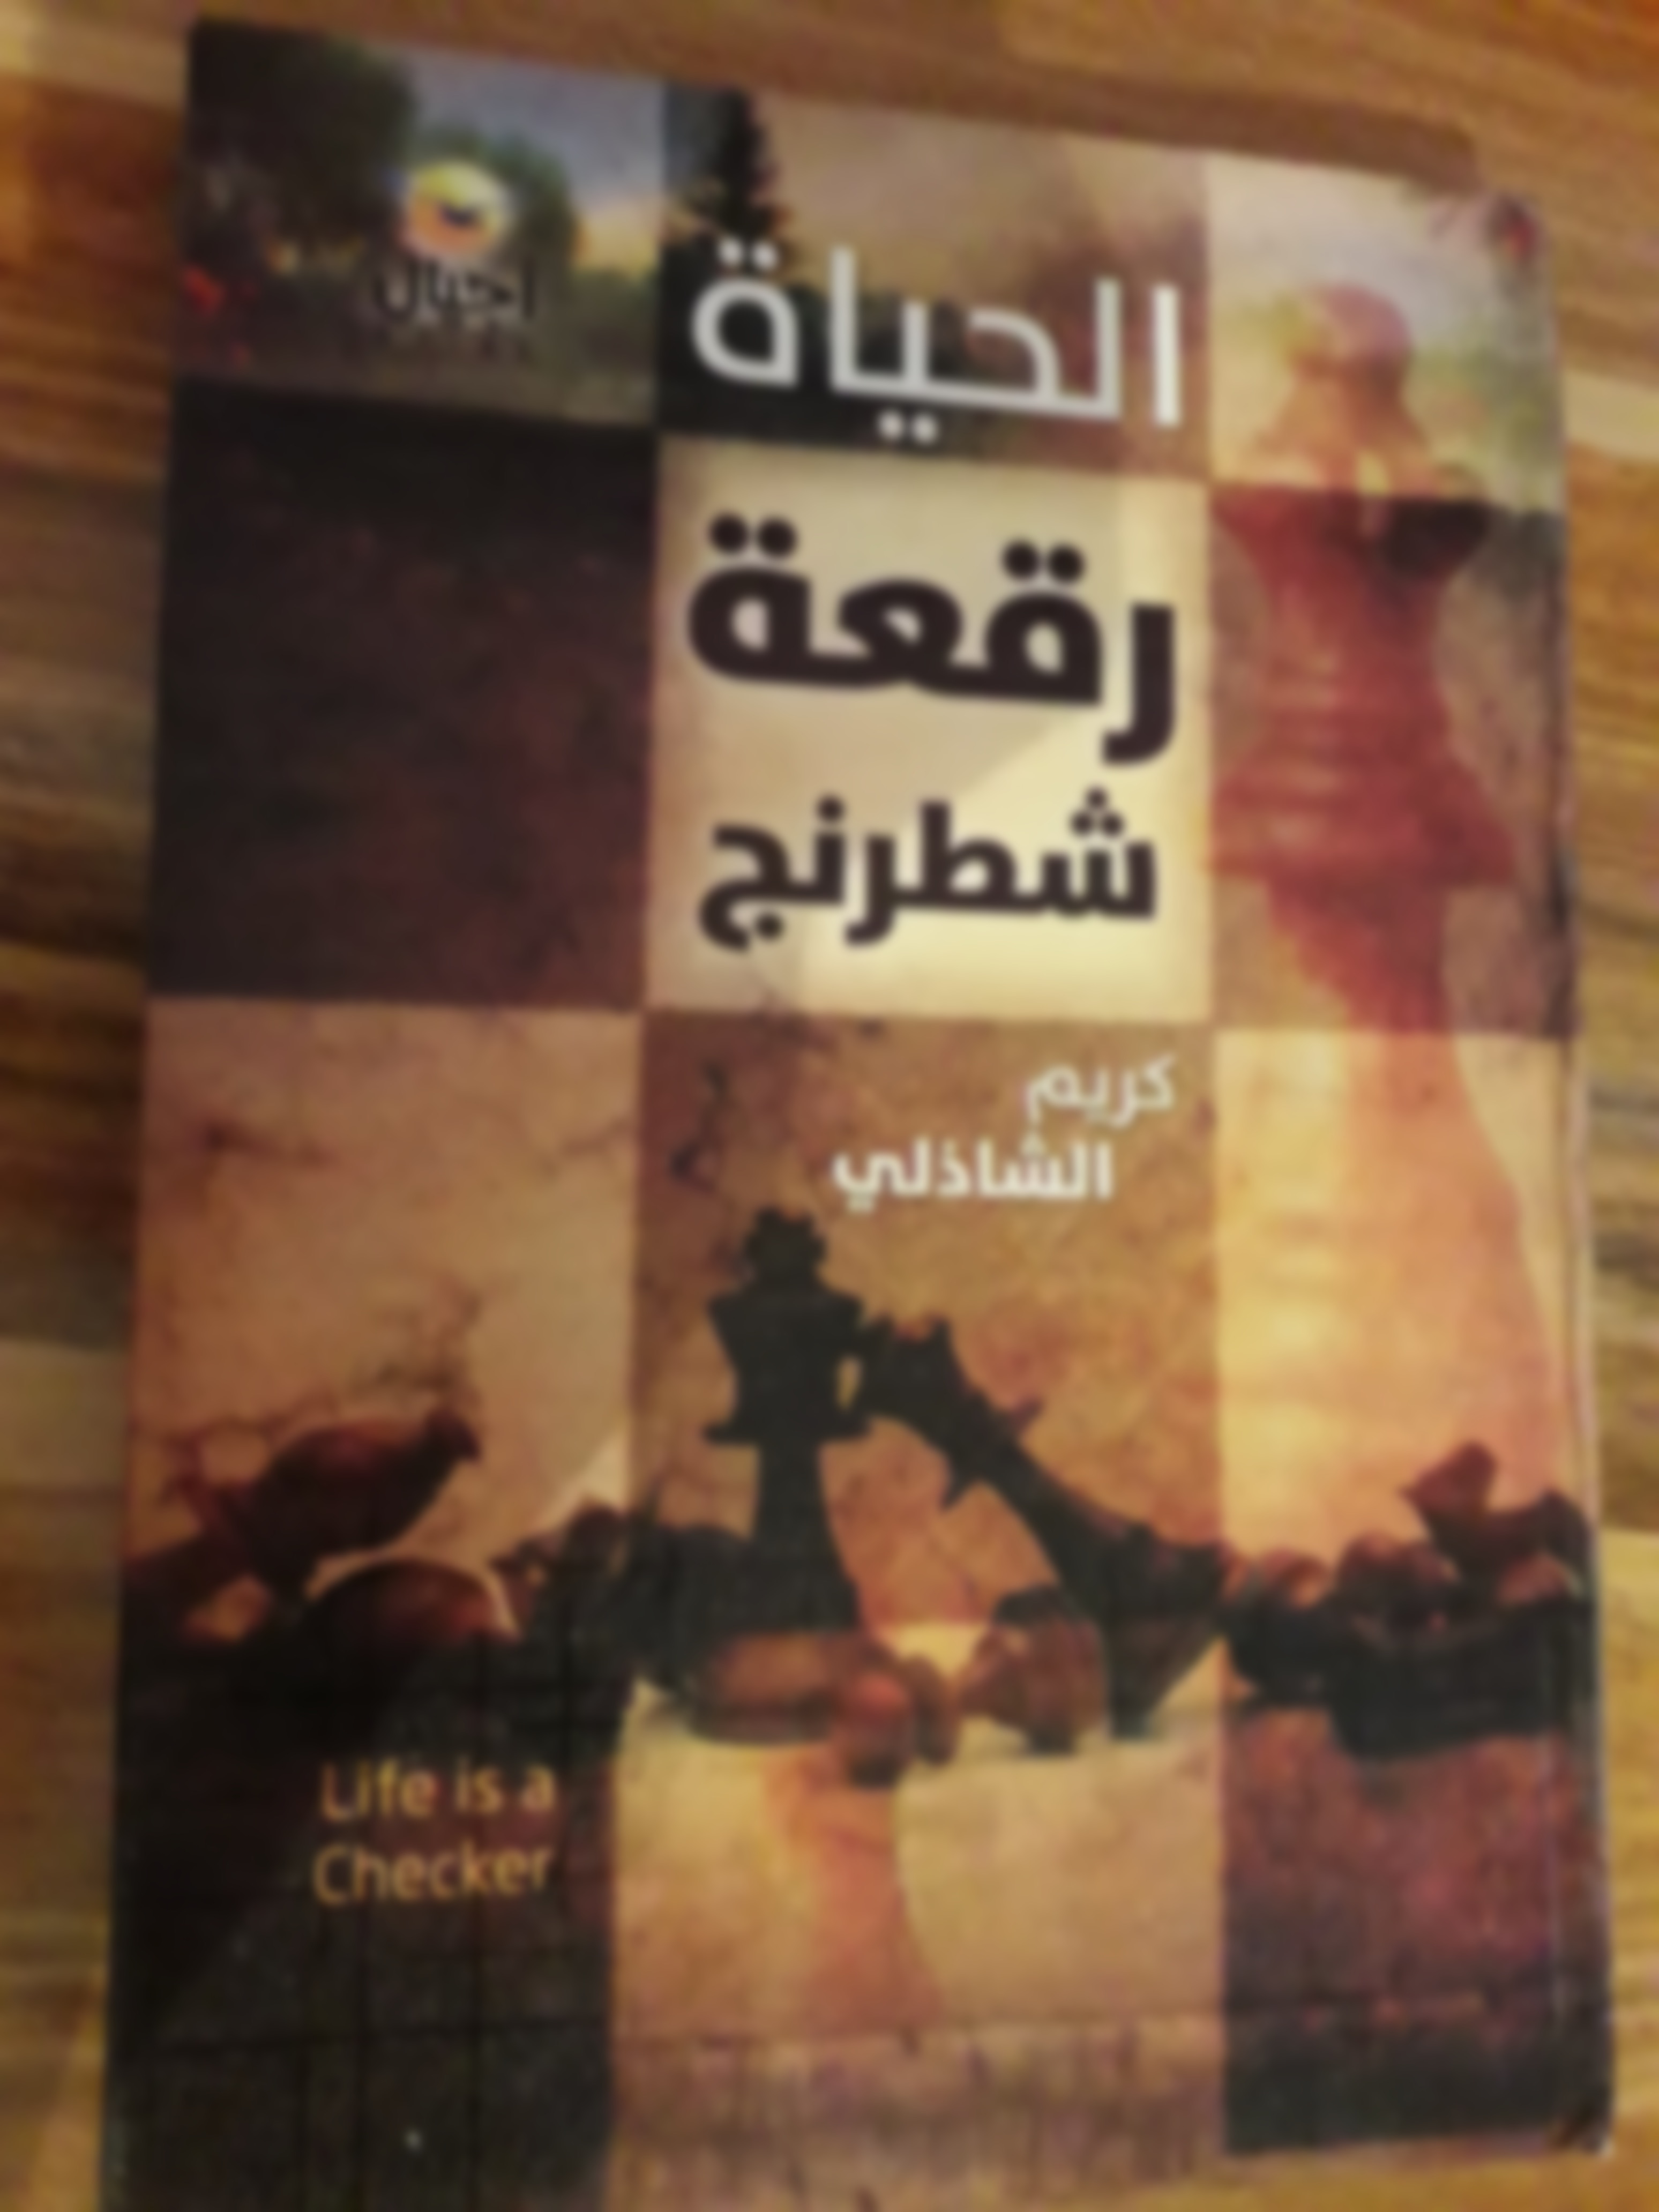 الحياة
رقعة
شطرنج
كريم
الشاذلي
Life is a
Checker